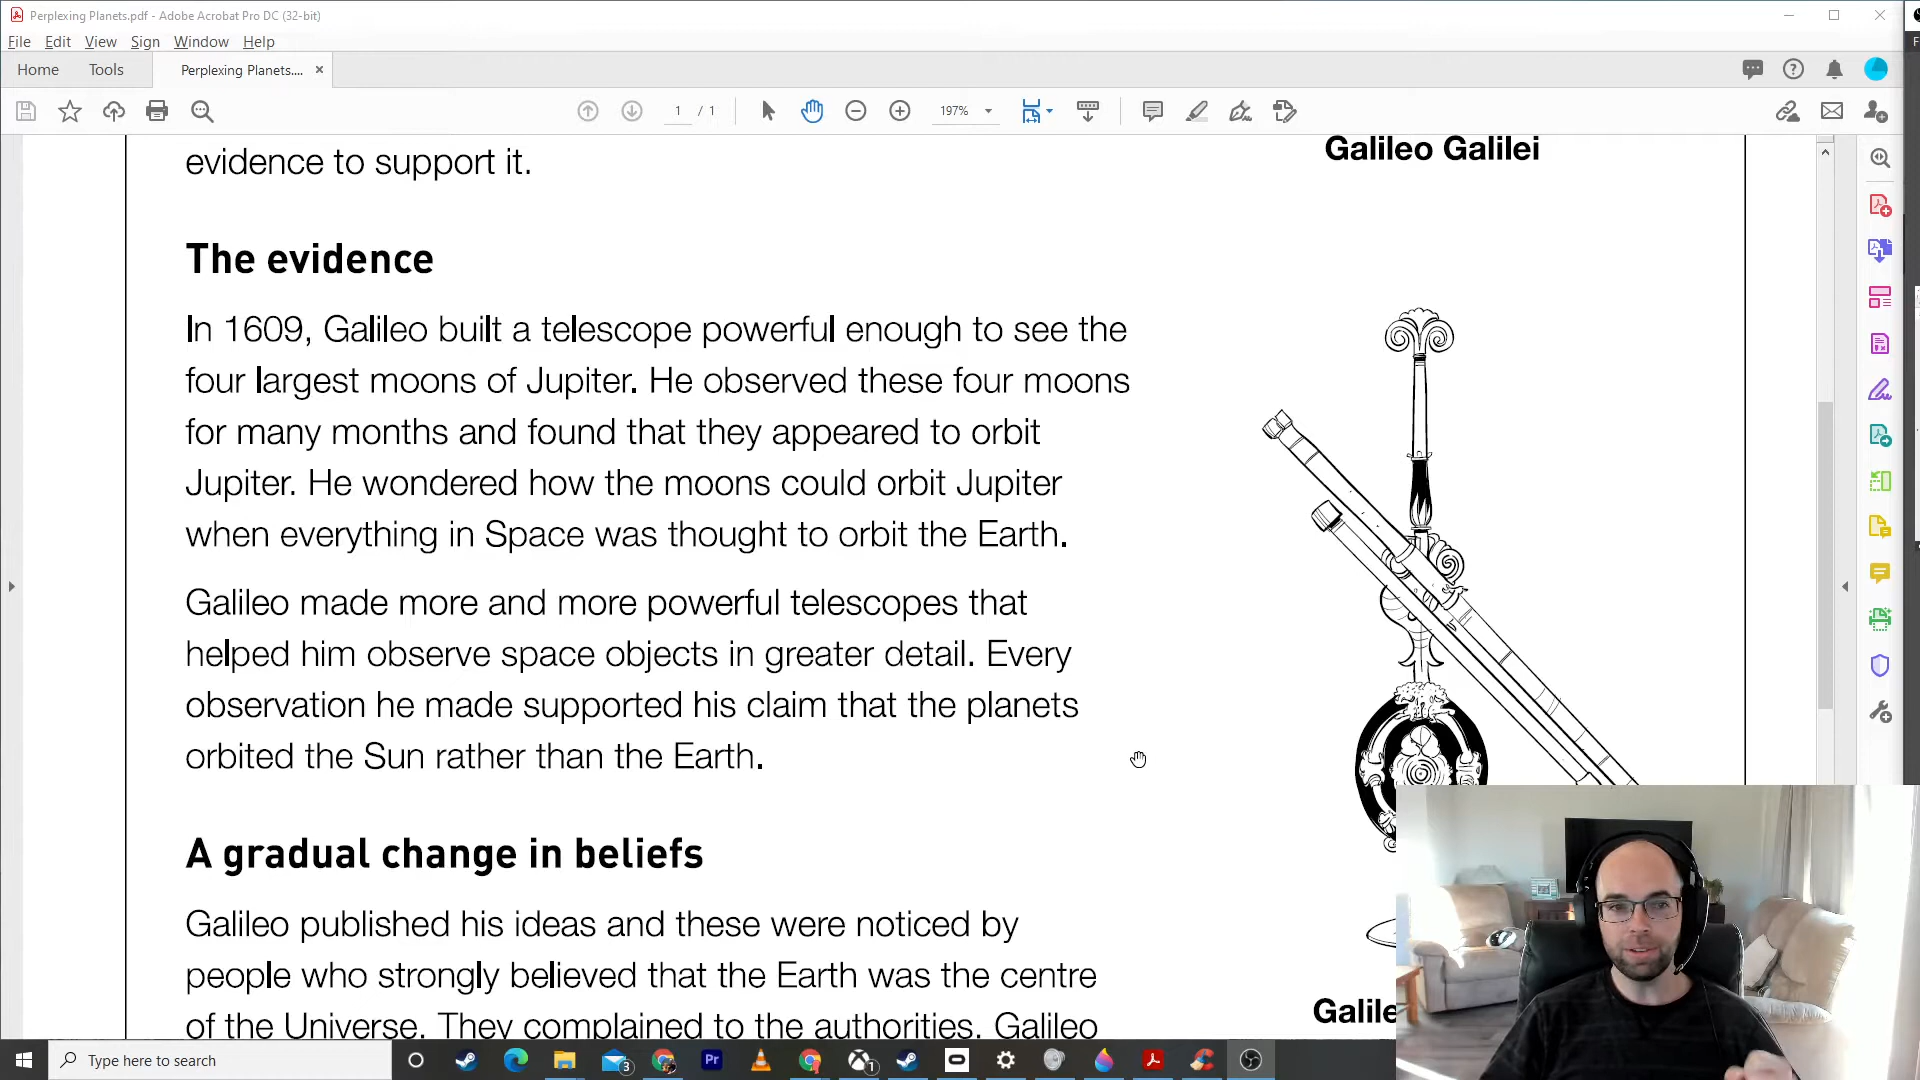 Perplexing Planets.pdf - Adobe Acrobat Pro DC (32-bit)
File Edit View Sign Window Help
Home Tools Perplexing Planets....
1 / 1 197%
evidence to support it.
Galileo Galilei
The evidence
In 1609, Galileo built a telescope powerful enough to see the
four largest moons of Jupiter. He observed these four moons
for many months and found that they appeared to orbit
Jupiter. He wondered how the moons could orbit Jupiter
when everything in Space was thought to orbit the Earth.
Galileo made more and more powerful telescopes that
helped him observe space objects in greater detail. Every
observation he made supported his claim that the planets
orbited the Sun rather than the Earth.
A gradual change in beliefs
Galileo published his ideas and these were noticed by
people who strongly believed that the Earth was the centre
of the Universe. They complained to the authorities. Galileo
Galile
Type here to search
3
Pr
1